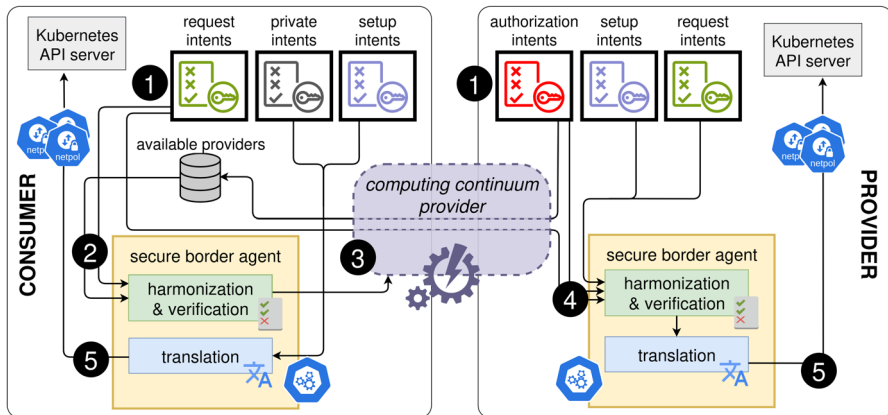 Kubernetes
API server
request
intents
private
intents
setup
intents
1
netpol
available providers
CONSUMER
2
secure border agent
harmonization
& verification
translation
5
computing continuum
provider
3
authorization
intents
setup
intents
request
intents
1
Kubernetes
API server
netpol
PROVIDER
secure border agent
4
harmonization
& verification
translation
5